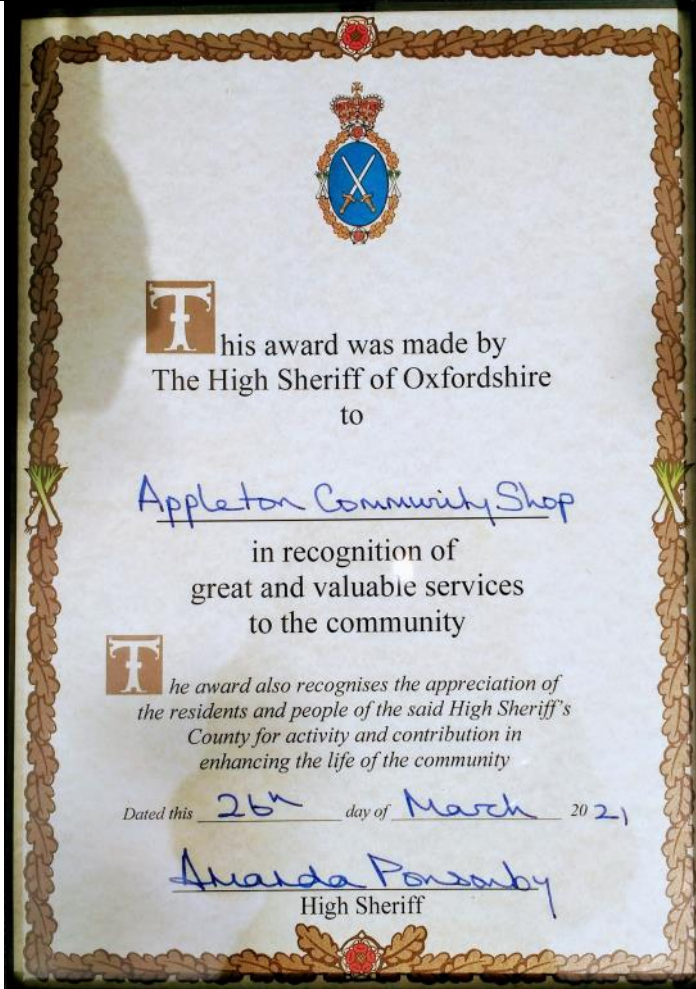 This award was made by
The High Sheriff of Oxfordshire
to
Appleton Community Shop
in recognition of
great and valuable services
to the community
The award also recognises the appreciation of
the residents and people of the said High Sheriff's
County for activity and contribution in
enhancing the life of the community
Dated this 26th day of March 2021
Amanda Ponsonby
High Sheriff